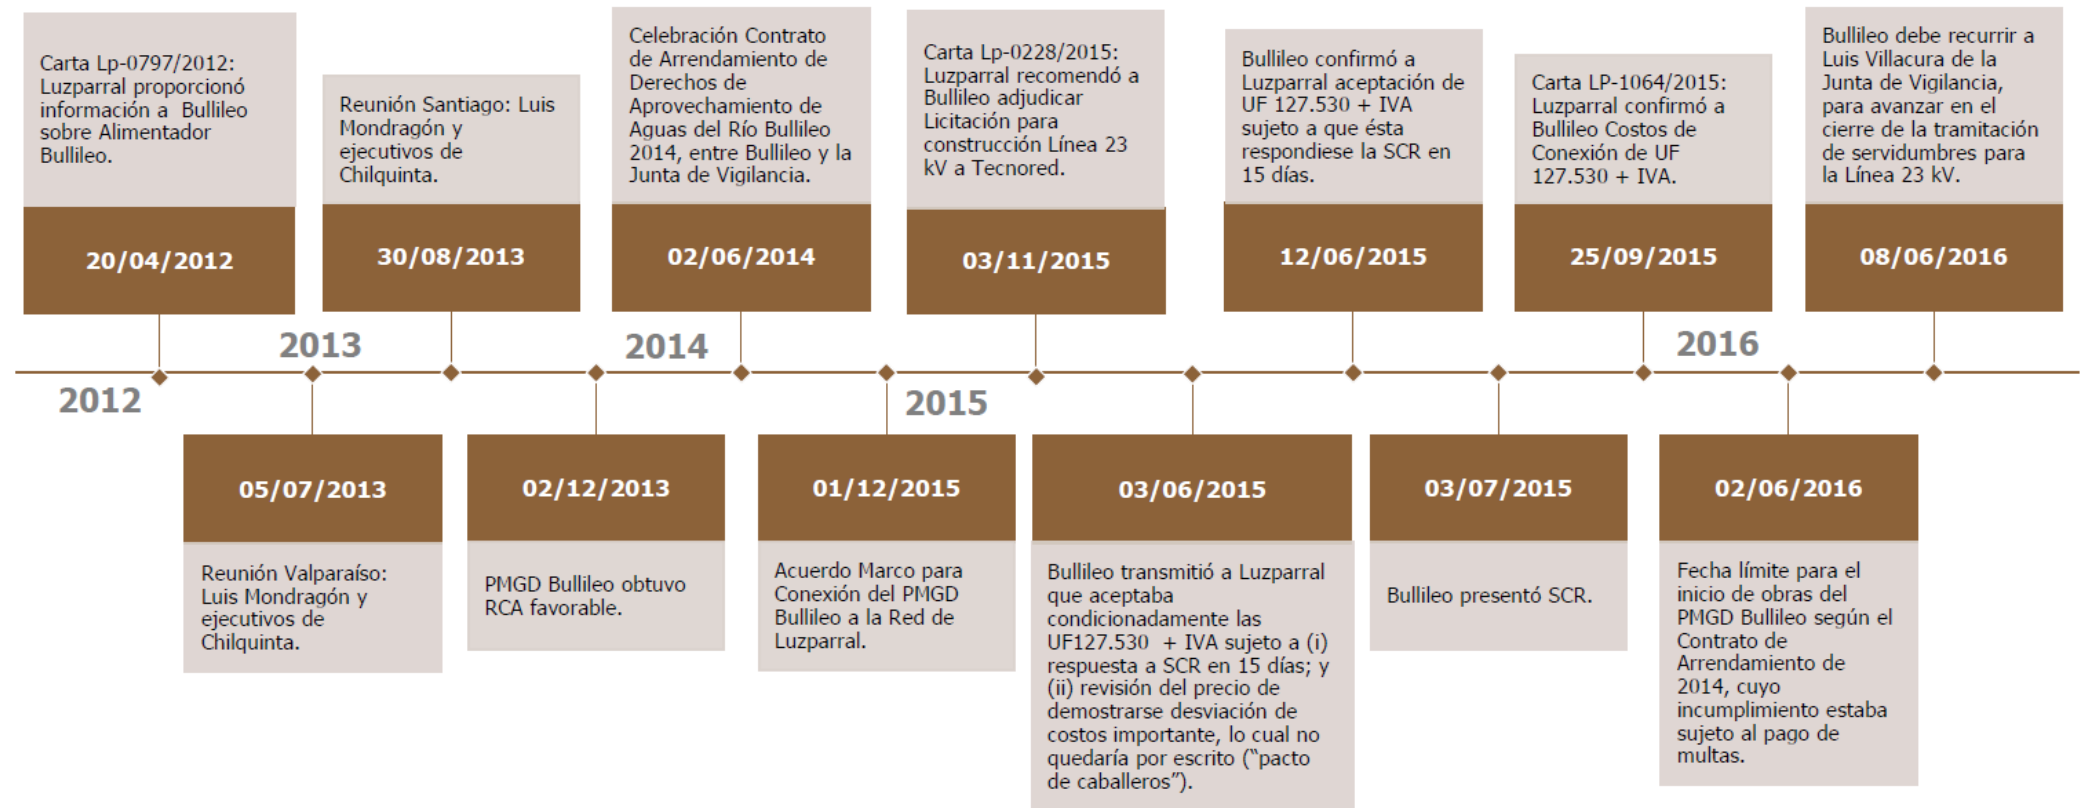 Carta Lp-0797/2012:
Luzparral proporcionó
información a Bullileo
sobre Alimentador
Bullileo.
20/04/2012
Reunión Santiago: Luis
Mondragón y
ejecutivos de
Chilquinta.
30/08/2013
Celebración Contrato
de Arrendamiento de
Derechos de
Aprovechamiento de
Aguas del Río Bullileo
2014, entre Bullileo y la
Junta de Vigilancia.
02/06/2014
Carta Lp-0228/2015:
Luzparral recomendó a
Bullileo adjudicar
Licitación para
construcción Línea 23
kV a Tecnored.
03/11/2015
Bullileo confirmó a
Luzparral aceptación de
UF 127.530 + IVA
sujeto a que ésta
respondiese la SCR en
15 días.
12/06/2015
Carta LP-1064/2015:
Luzparral confirmó a
Bullileo Costos de
Conexión de UF
127.530 + IVA.
25/09/2015
Bullileo debe recurrir a
Luis Villacura de la
Junta de Vigilancia,
para avanzar en el
cierre de la tramitación
de servidumbres para
la Línea 23 kV.
08/06/2016
2012
2013
2014
2015
2016
05/07/2013
Reunión Valparaíso:
Luis Mondragón y
ejecutivos de
Chilquinta.
02/12/2013
PMGD Bullileo obtuvo
RCA favorable.
01/12/2015
Acuerdo Marco para
Conexión del PMGD
Bullileo a la Red de
Luzparral.
03/06/2015
Bullileo transmitió a Luzparral
que aceptaba
condicionadamente las
UF127.530 + IVA sujeto a (i)
respuesta a SCR en 15 días; y
(ii) revisión del precio de
demostrarse desviación de
costos importante, lo cual no
quedaría por escrito (“pacto
de caballeros”).
03/07/2015
Bullileo presentó SCR.
02/06/2016
Fecha límite para el
inicio de obras del
PMGD Bullileo según el
Contrato de
Arrendamiento de
2014, cuyo
incumplimiento estaba
sujeto al pago de
multas.